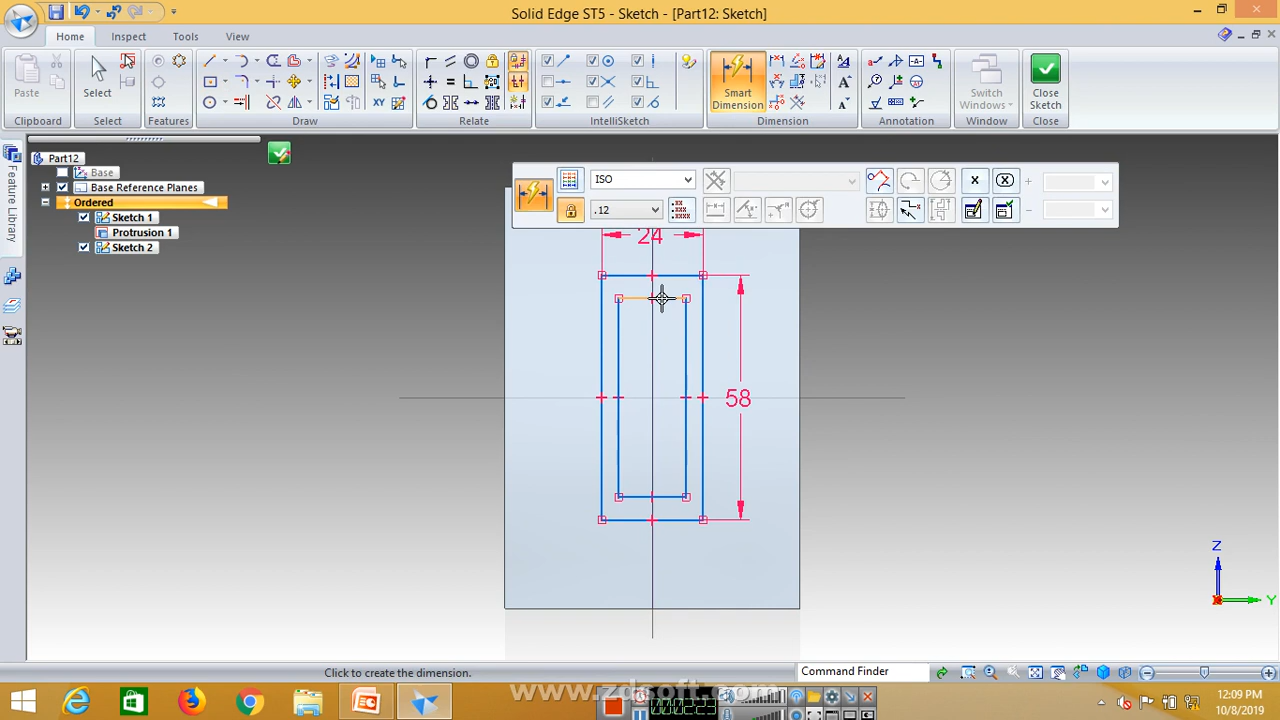 Solid Edge ST5 - Sketch - [Part12: Sketch]
Home Inspect Tools View
Paste
Select
Smart Dimension
Switch Windows
Close Sketch
Clipboard Select Features Draw Relate IntelliSketch Dimension Annotation Window Close
Feature Library
Part12
Base
Base Reference Planes
Ordered
Sketch 1
Protrusion 1
Sketch 2
ISO
.12
24
58
Z
Y
Click to create the dimension.
Command Finder
www.zdsoft.com
12:09 PM
10/8/2019